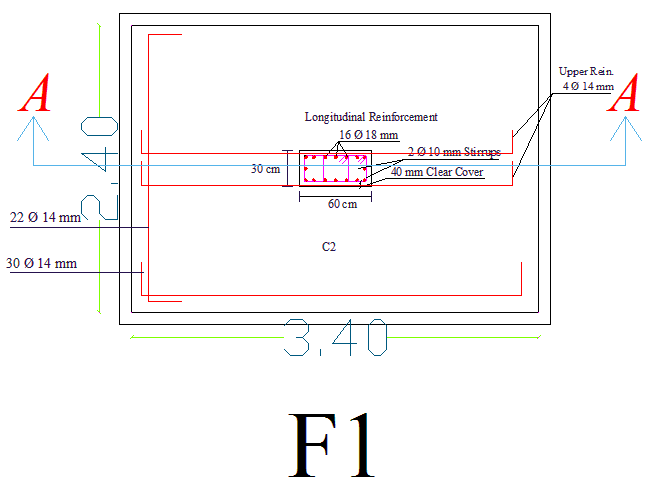 Upper Rein.
4 Ø 14 mm
A
A
Longitudinal Reinforcement
16 Ø 18 mm
2 Ø 10 mm Stirrups
30 cm
40 mm Clear Cover
60 cm
2.40
22 Ø 14 mm
C2
30 Ø 14 mm
3.40
F1